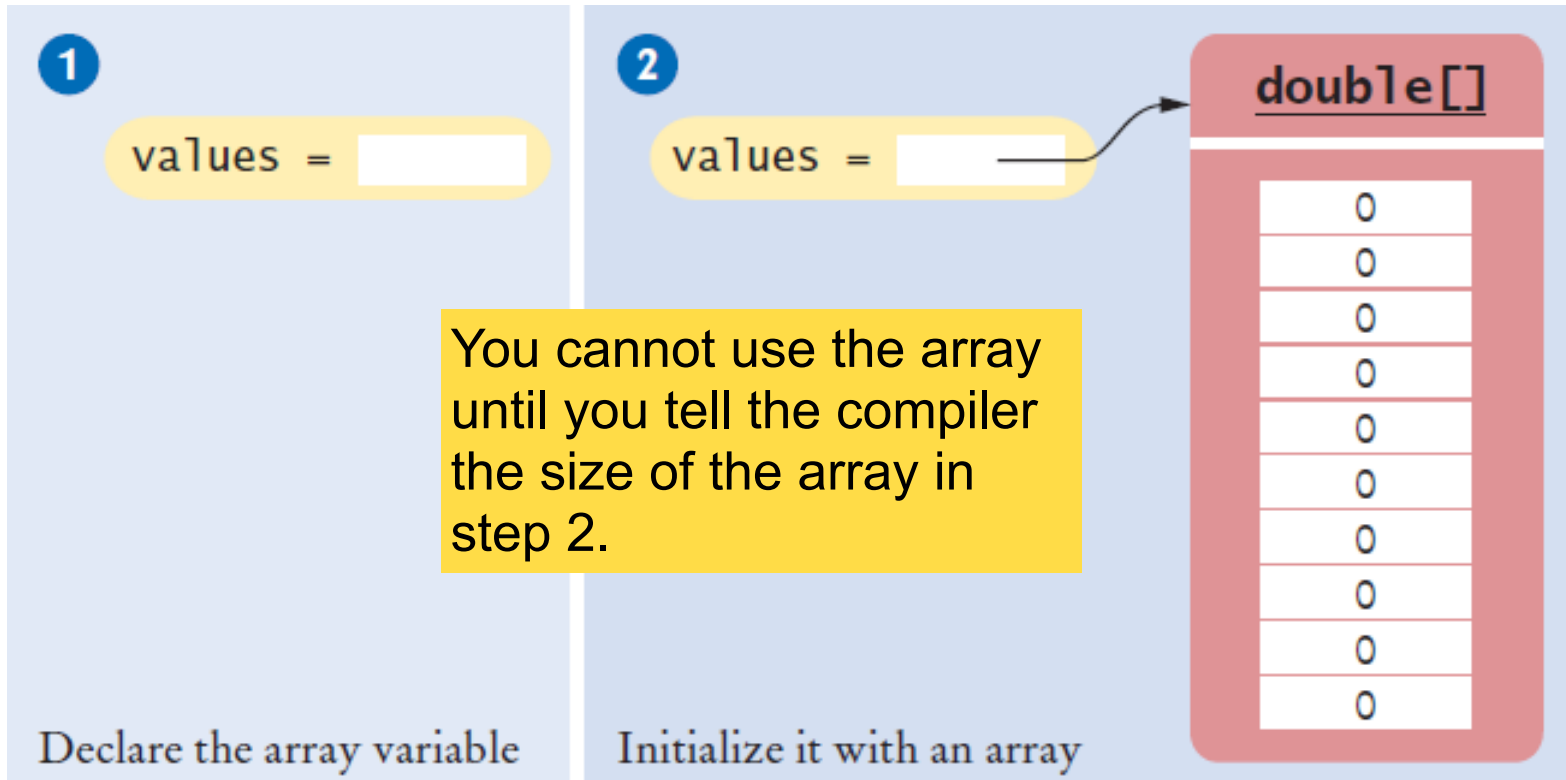 1
values =
Declare the array variable
2
values =
double[]
0
0
0
0
0
0
0
0
0
0
You cannot use the array
until you tell the compiler
the size of the array in
step 2.
Initialize it with an array